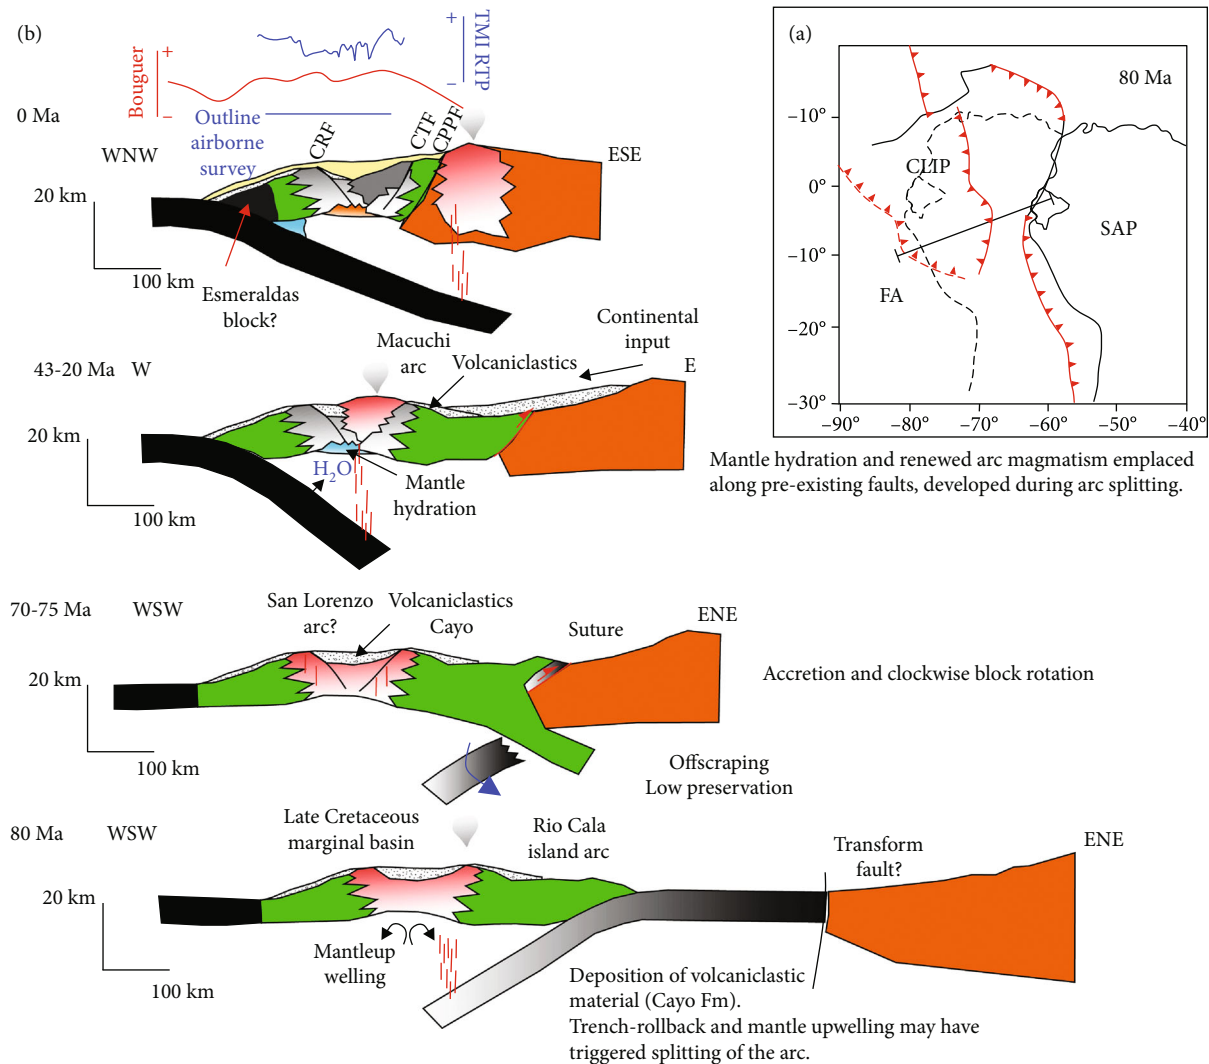 (b)
Bouguer
+
−
+
−
TMI RTP
0 Ma
Outline
airborne
survey
CRF
CTF
CPPF
WNW
ESE
20 km
100 km
Esmeraldas
block?
(a)
80 Ma
CLIP
SAP
FA
−10°
0°
−10°
−20°
−30°
−90°
−80°
−70°
−60°
−50°
−40°
Mantle hydration and renewed arc magmatism emplaced
along pre-existing faults, developed during arc splitting.
43-20 Ma
W
Macuchi
arc
Volcaniclastics
Continental
input
E
20 km
100 km
H2O
Mantle
hydration
70-75 Ma
WSW
San Lorenzo
arc?
Volcaniclastics
Cayo
Suture
ENE
20 km
100 km
Accretion and clockwise block rotation
Offscraping
Low preservation
80 Ma
WSW
Late Cretaceous
marginal basin
Rio Cala
island arc
Transform
fault?
ENE
20 km
100 km
Mantleup
welling
Deposition of volcaniclastic
material (Cayo Fm).
Trench-rollback and mantle upwelling may have
triggered splitting of the arc.